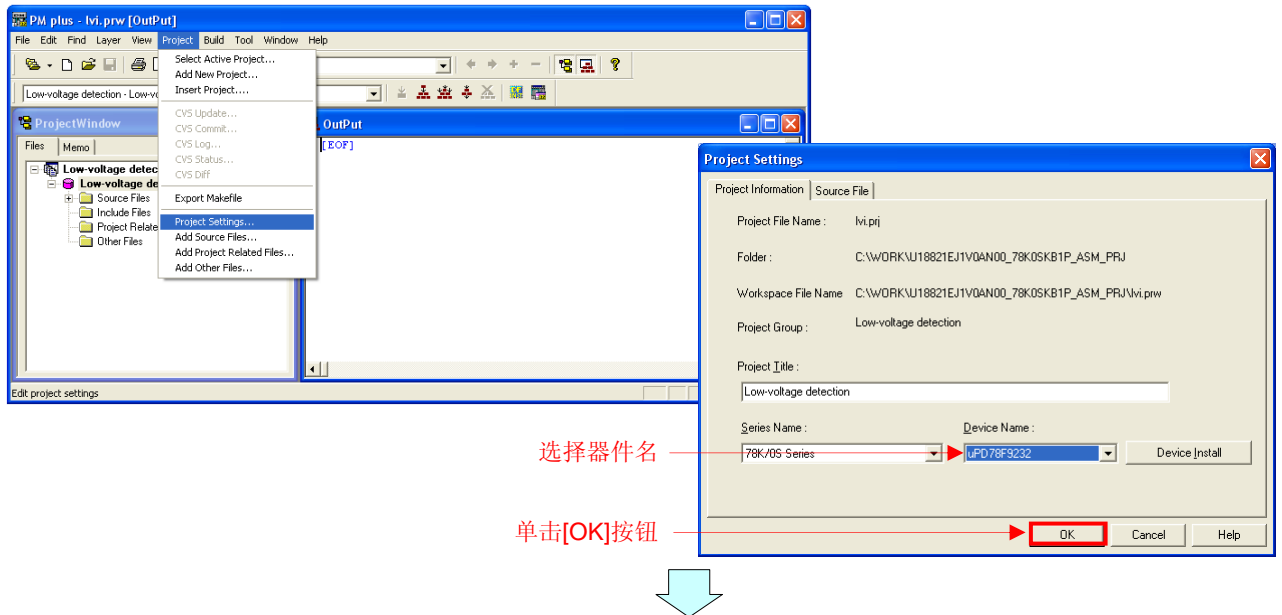 PM plus - lvi.prw [OutPut]
File Edit Find Layer View Project Build Tool Window Help
Select Active Project...
Add New Project...
Insert Project....
CVS Update...
CVS Commit...
CVS Log...
CVS Status...
CVS Diff
Export Makefile
Project Settings...
Add Source Files...
Add Project Related Files...
Add Other Files...
Low-voltage detection - Low-vo
ProjectWindow
Files Memo
Low-voltage detec
Low-voltage de
Source Files
Include Files
Project Relate
Other Files
OutPut
[EOF]
Edit project settings
Project Settings
Project Information Source File
Project File Name : lvi.prj
Folder : C:\WORK\U18821EJ1V0AN00_78K0SKB1P_ASM_PRJ
Workspace File Name C:\WORK\U18821EJ1V0AN00_78K0SKB1P_ASM_PRJ\lvi.prw
Project Group : Low-voltage detection
Project Title :
Low-voltage detection
Series Name : Device Name :
选择器件名 78K/0S Series uPD78F9232 Device Install
单击[OK]按钮 OK Cancel Help